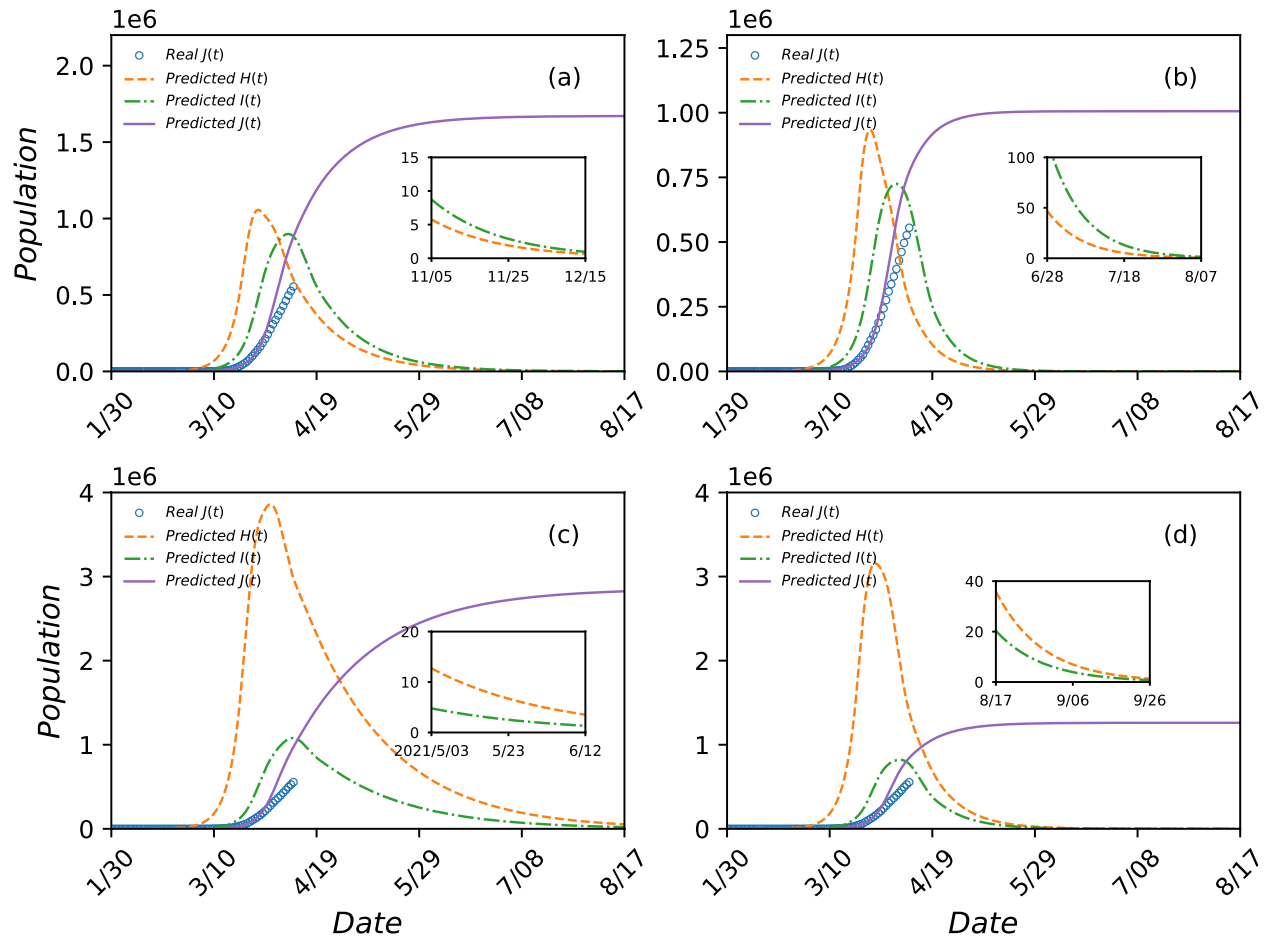 1e6
Population
2.0
1.5
1.0
0.5
0.0
Real J(t)
Predicted H(t)
Predicted I(t)
Predicted J(t)
(a)
15
10
5
0
11/05
11/25
12/15
1/30
3/10
4/19
5/29
7/08
8/17
1e6
1.25
1.00
0.75
0.50
0.25
0.00
Real J(t)
Predicted H(t)
Predicted I(t)
Predicted J(t)
(b)
100
50
0
6/28
7/18
8/07
1/30
3/10
4/19
5/29
7/08
8/17
1e6
Population
4
3
2
1
0
Real J(t)
Predicted H(t)
Predicted I(t)
Predicted J(t)
(c)
20
10
0
2021/5/03
5/23
6/12
1/30
3/10
4/19
5/29
7/08
8/17
Date
1e6
4
3
2
1
0
Real J(t)
Predicted H(t)
Predicted I(t)
Predicted J(t)
(d)
40
20
0
8/17
9/06
9/26
1/30
3/10
4/19
5/29
7/08
8/17
Date